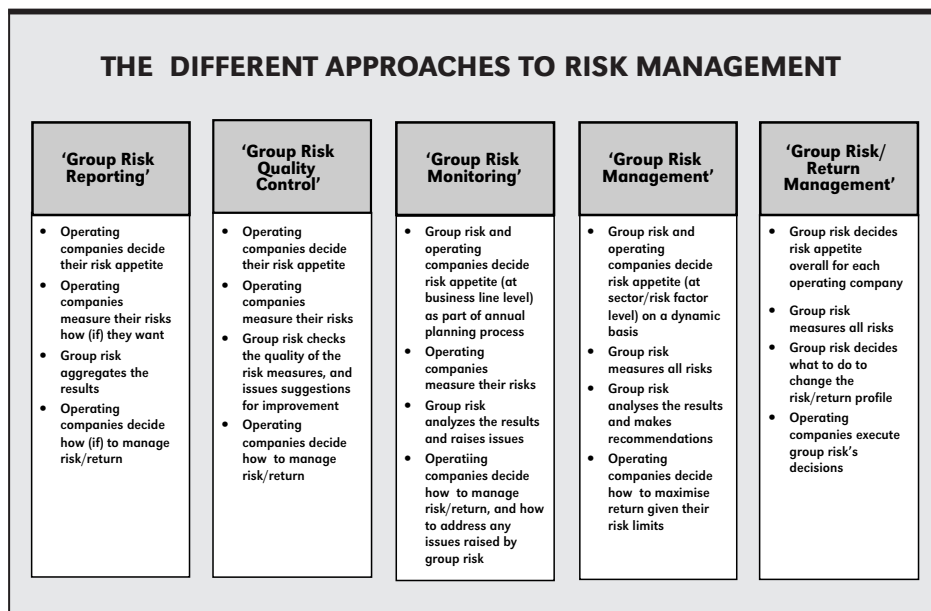 THE DIFFERENT APPROACHES TO RISK MANAGEMENT
‘Group Risk
Reporting’
• Operating
companies decide
their risk appetite
• Operating
companies
measure their risks
how (if) they want
• Group risk
aggregates the
results
• Operating
companies decide
how (if) to manage
risk/return
‘Group Risk
Quality
Control’
• Operating
companies decide
their risk appetite
• Operating
companies
measure their risks
• Group risk checks
the quality of the
risk measures, and
issues suggestions
for improvement
• Operating
companies decide
how to manage
risk/return
‘Group Risk
Monitoring’
• Group risk and
operating
companies decide
risk appetite (at
business line level)
as part of annual
planning process
• Operating
companies
measure their risks
• Group risk
analyzes the results
and raises issues
• Operatiing
companies decide
how to manage
risk/return, and how
to address any
issues raised by
group risk
‘Group Risk
Management’
• Group risk and
operating
companies decide
risk appetite (at
sector/risk factor
level) on a dynamic
basis
• Group risk
measures all risks
• Group risk
analyses the results
and makes
recommendations
• Operating
companies decide
how to maximise
return given their
risk limits
‘Group Risk/
Return
Management’
• Group risk decides
risk appetite
overall for each
operating company
• Group risk
measures all risks
• Group risk decides
what to do to
change the
risk/return profile
• Operating
companies execute
group risk’s
decisions